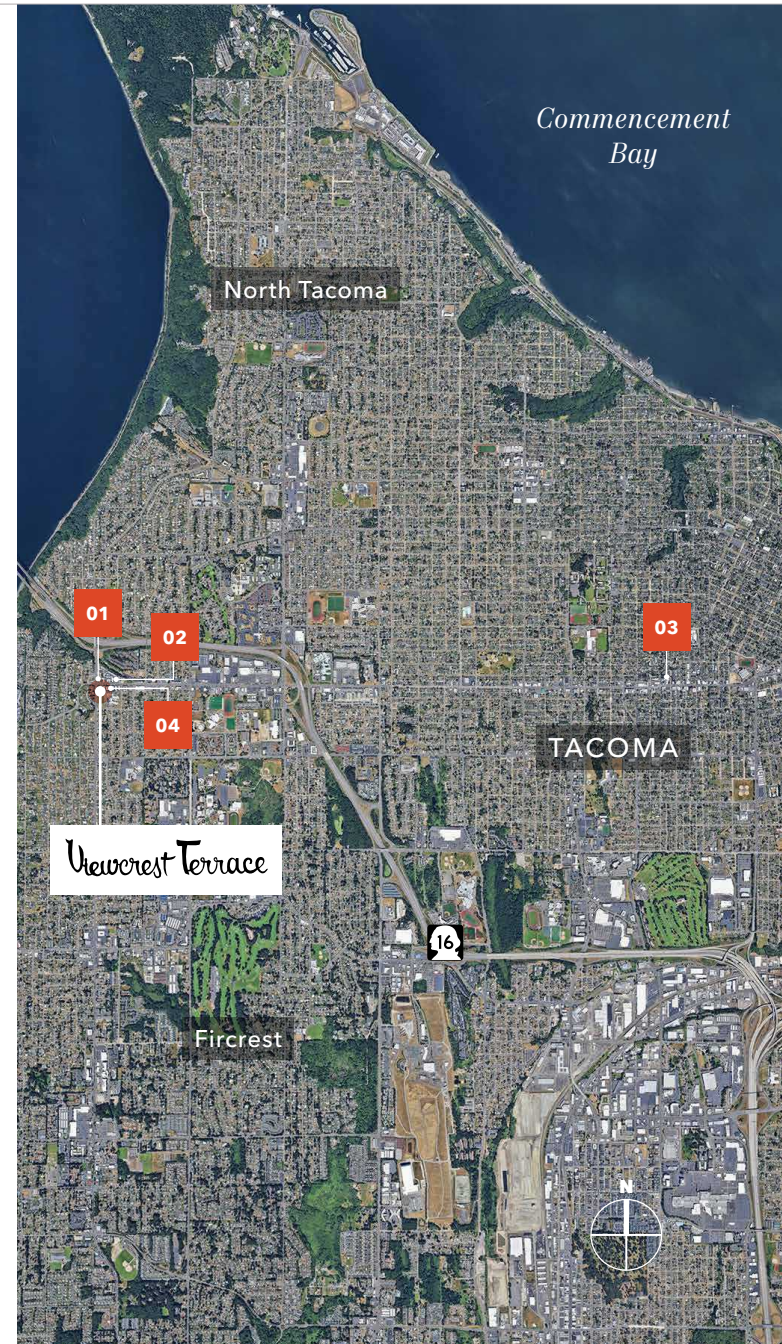 Commencement
Bay
North Tacoma
01
02
03
04
TACOMA
Viewcrest Terrace
16
Fircrest
N